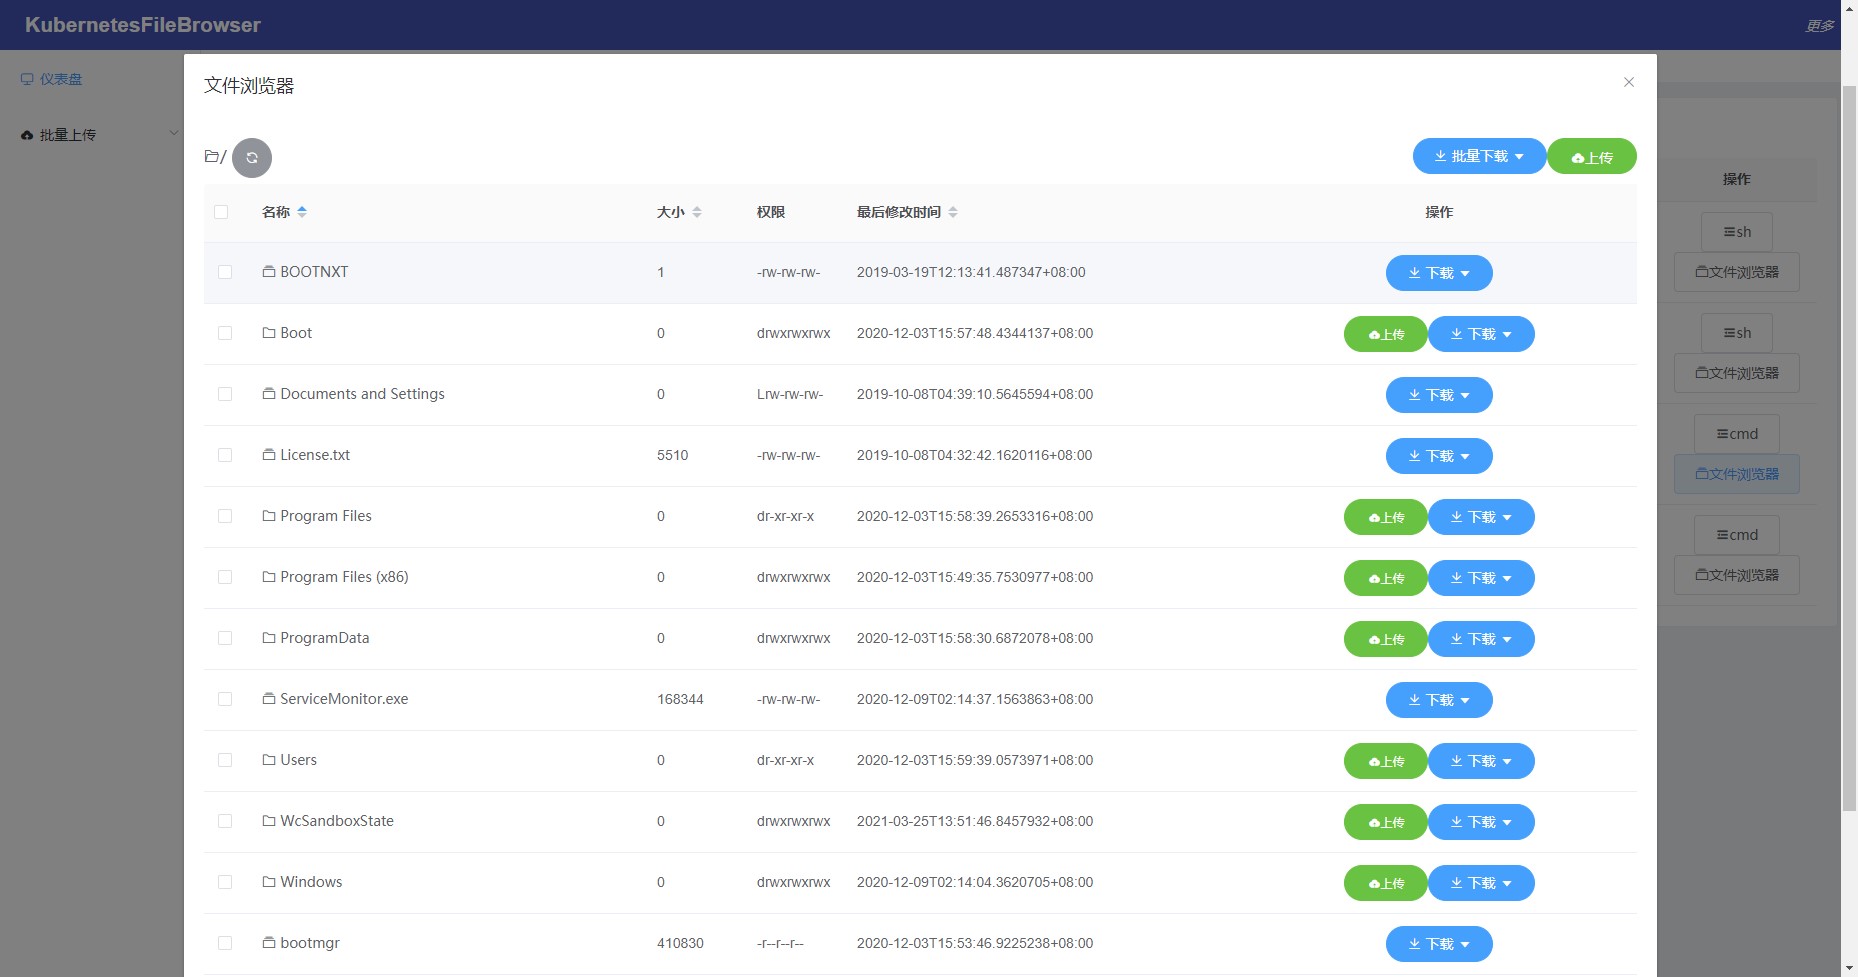 KubernetesFileBrowser 更多
仪表盘
批量上传
文件浏览器
/ 批量下载 上传
名称 大小 权限 最后修改时间 操作
BOOTNXT 1 -rw-rw-rw- 2019-03-19T12:13:41.487347+08:00 下载
Boot 0 drwxrwxrwx 2020-12-03T15:57:48.4344137+08:00 上传 下载
Documents and Settings 0 Lrw-rw-rw- 2019-10-08T04:39:10.5645594+08:00 下载
License.txt 5510 -rw-rw-rw- 2019-10-08T04:32:42.1620116+08:00 下载
Program Files 0 dr-xr-xr-x 2020-12-03T15:58:39.2653316+08:00 上传 下载
Program Files (x86) 0 drwxrwxrwx 2020-12-03T15:49:35.7530977+08:00 上传 下载
ProgramData 0 drwxrwxrwx 2020-12-03T15:58:30.6872078+08:00 上传 下载
ServiceMonitor.exe 168344 -rw-rw-rw- 2020-12-09T02:14:37.1563863+08:00 下载
Users 0 dr-xr-xr-x 2020-12-03T15:59:39.0573971+08:00 上传 下载
WcSandboxState 0 drwxrwxrwx 2021-03-25T13:51:46.8457932+08:00 上传 下载
Windows 0 drwxrwxrwx 2020-12-09T02:14:04.3620705+08:00 上传 下载
bootmgr 410830 -r--r--r-- 2020-12-03T15:53:46.9225238+08:00 下载
操作
sh
文件浏览器
sh
文件浏览器
cmd
文件浏览器
cmd
文件浏览器